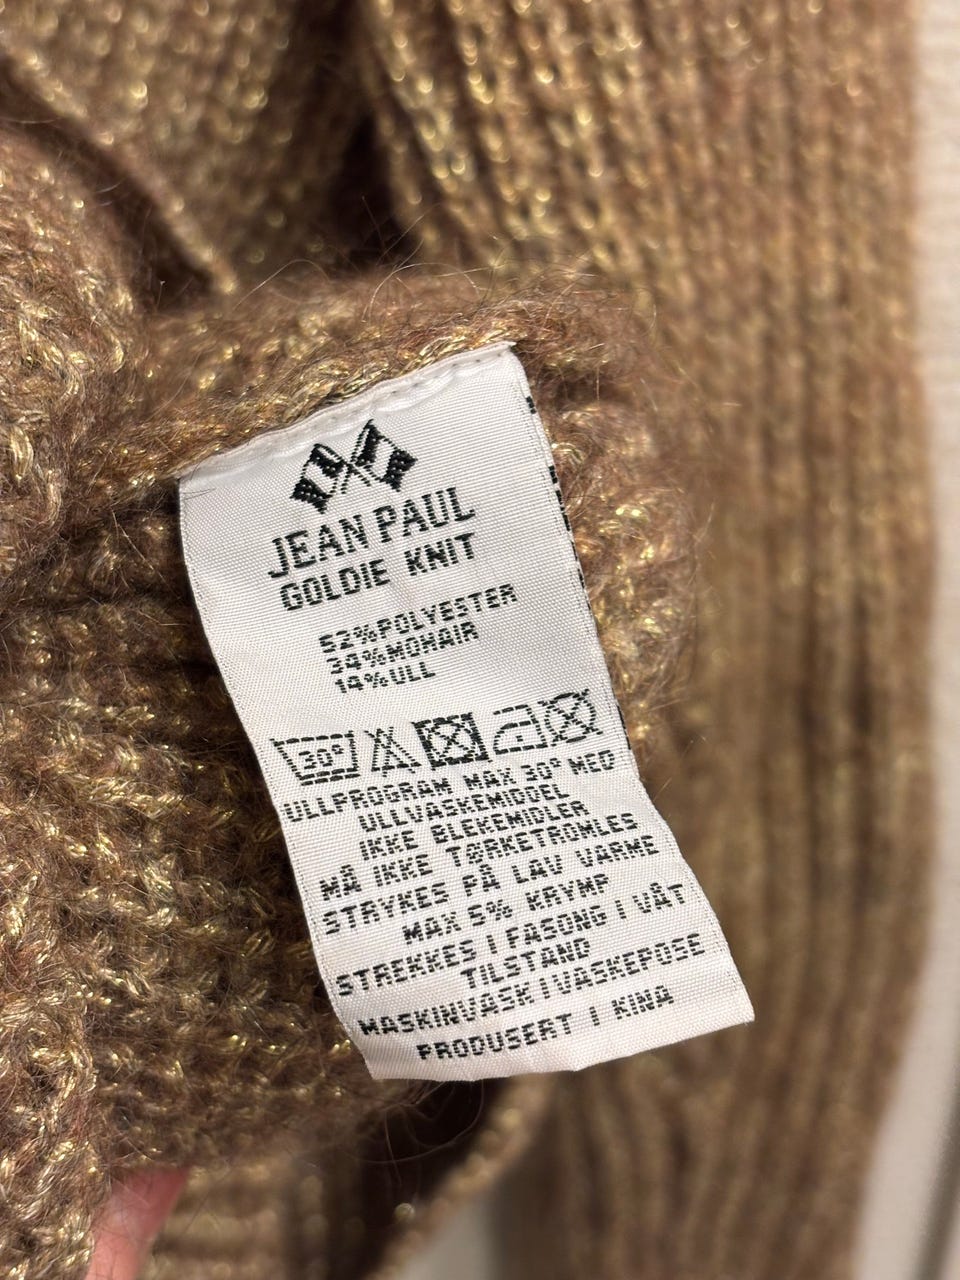 JEAN PAUL
GOLDIE KNIT
52%POLYESTER
34%MOHAIR
14%ULL
30°
ULLPROGRAM MAX 30° MED
ULLVASKEMIDDEL
IKKE BLEKEMIDLER
MÅ IKKE TØRKETROMLES
STRYKES PÅ LAV VARME
MAX 5% KRYMP
STREKKES I FASONG I VÅT
TILSTAND
MASKINVASK I VASKEPOSE
PRODUSERT I KINA